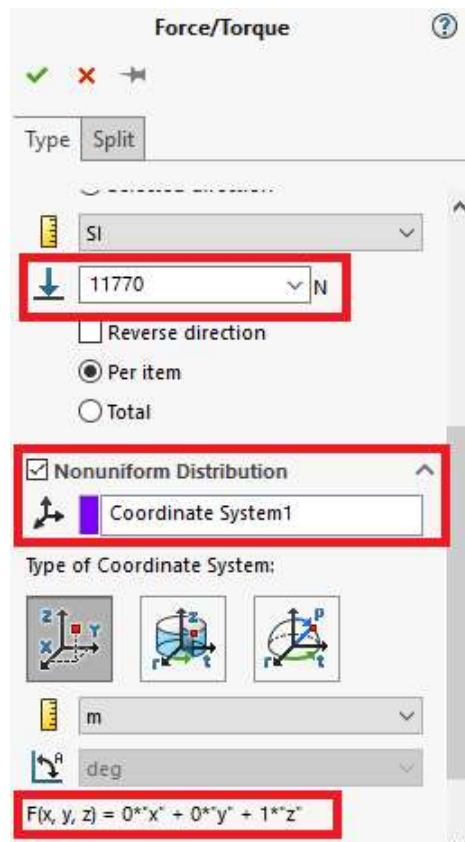 Force/Torque
Type Split
SI
11770 N
Reverse direction
Per item
Total
Nonuniform Distribution
Coordinate System1
Type of Coordinate System:
m
deg
F(x, y, z) = 0*"x" + 0*"y" + 1*"z"